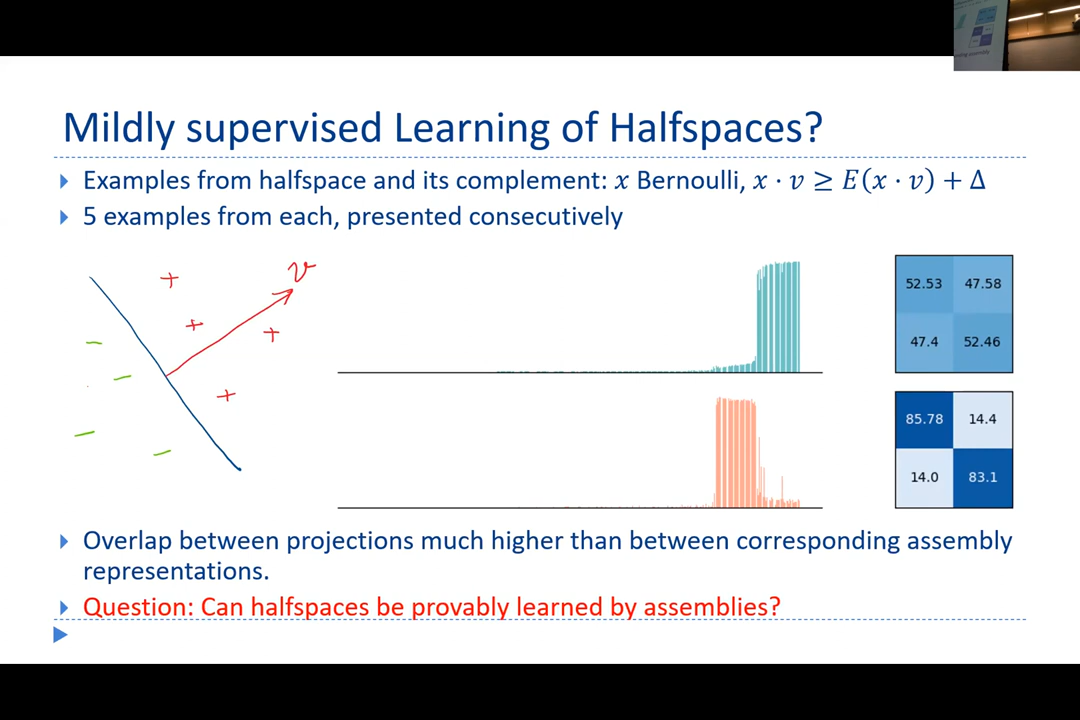 Mildly supervised Learning of Halfspaces?
Examples from halfspace and its complement: x Bernoulli, x · v ≥ E(x · v) + Δ
5 examples from each, presented consecutively
v
52.53 47.58
47.4 52.46
85.78 14.4
14.0 83.1
Overlap between projections much higher than between corresponding assembly
representations.
Question: Can halfspaces be provably learned by assemblies?